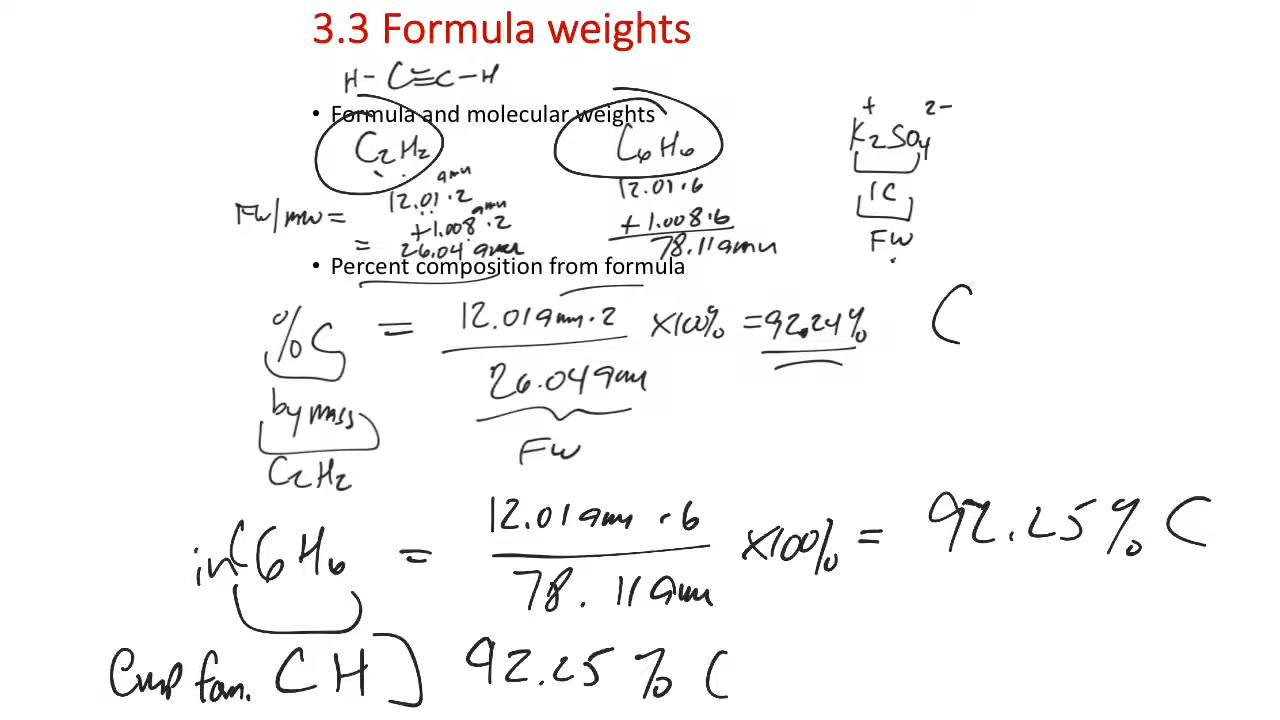 3.3 Formula weights
H-C≡C-H
• Formula and molecular weights
+ 2-
C2H2 C6H6 K2SO4
amu
12.01·2 12.01·6 IC
amu
FW/MW = +1.008·2 +1.008·6
= 26.04 amu 78.11amu FW
• Percent composition from formula
%C = 12.01amu·2 ×100% =92.24% C
26.04amu
by mass
FW
C2H2
in C6H6 = 12.01amu·6 ×100% = 92.25% C
78.11amu
Emp form. CH] 92.25% C